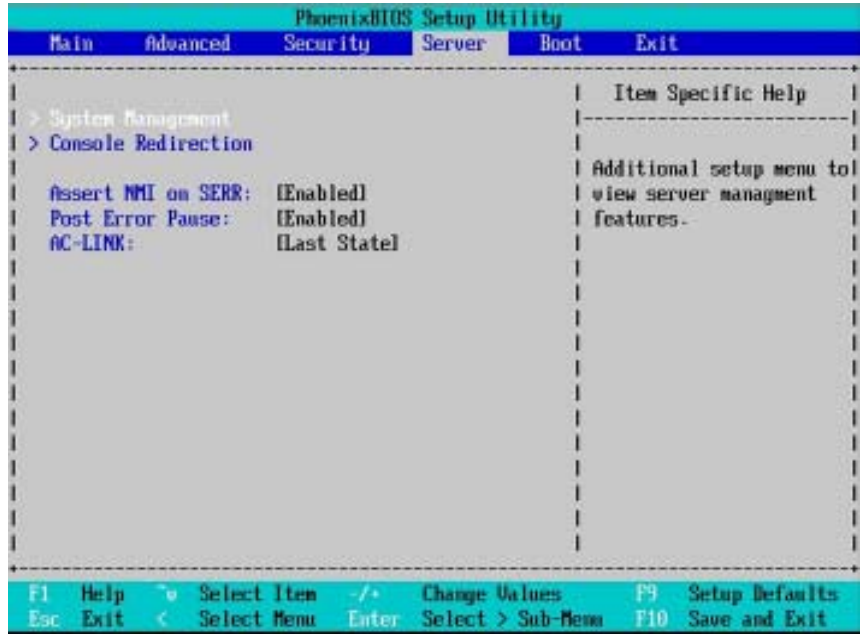 PhoenixBIOS Setup Utility
Main Advanced Security Server Boot Exit
Item Specific Help
> System Management
> Console Redirection
Additional setup menu to
view server managment
features.
Assert NMI on SERR: [Enabled]
Post Error Pause: [Enabled]
AC-LINK: [Last State]
F1 Help ^v Select Item -/+ Change Values F9 Setup Defaults
Esc Exit < Select Menu Enter Select > Sub-Menu F10 Save and Exit